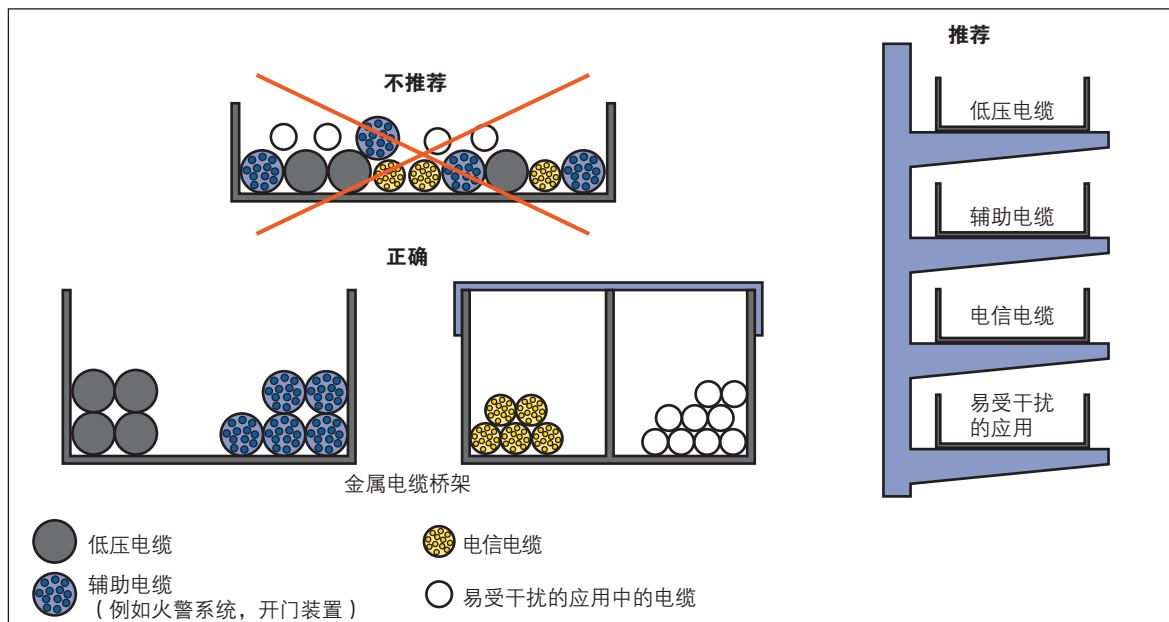 不推荐
正确
金属电缆桥架
低压电缆
辅助电缆
（例如火警系统，开门装置）
电信电缆
易受干扰的应用中的电缆
推荐
低压电缆
辅助电缆
电信电缆
易受干扰
的应用